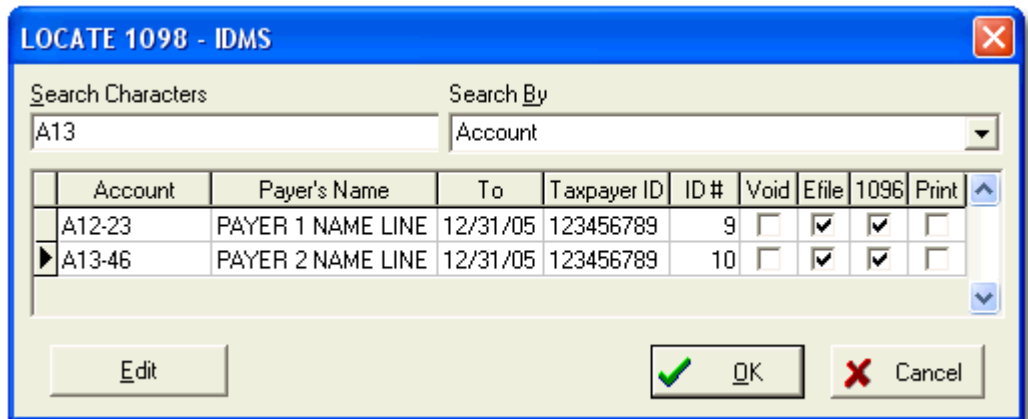 LOCATE 1098 - IDMS
Search Characters Search By
A13 Account
Account Payer's Name To Taxpayer ID ID # Void Efile 1096 Print
A12-23 PAYER 1 NAME LINE 12/31/05 123456789 9
A13-46 PAYER 2 NAME LINE 12/31/05 123456789 10
Edit OK Cancel